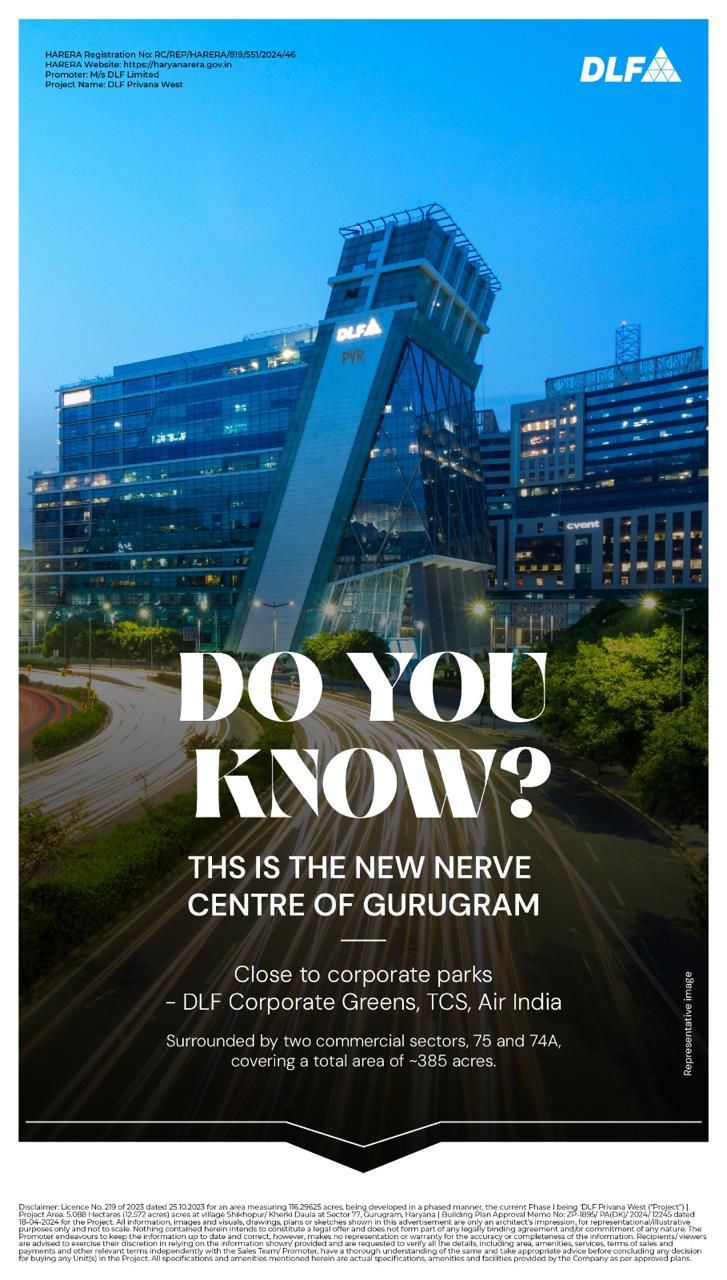 HARERA Registration No: RC/REP/HARERA/819/551/2024/46
HARERA Website: https://haryanarera.gov.in
Promoter: M/s DLF Limited
Project Name: DLF Privana West
DLF
DLF
PVR
cvent
DO YOU
KNOW?
THS IS THE NEW NERVE
CENTRE OF GURUGRAM
Close to corporate parks
- DLF Corporate Greens, TCS, Air India
Surrounded by two commercial sectors, 75 and 74A,
covering a total area of ~385 acres.
Representative image
Disclaimer: Licence No. 219 of 2023 dated 25.10.2023 for an area measuring 116.29625 acres, being developed in a phased manner, the current Phase I being 'DLF Privana West ("Project") |
Project Area: 5.088 Hectares (12.572 acres) acres at village Shikhopur/ Kherki Daula at Sector 77, Gurugram, Haryana | Building Plan Approval Memo No: ZP-1895/ PA(DK)/ 2024/ 12245 dated
18-04-2024 for the Project. All information, images and visuals, drawings, plans or sketches shown in this advertisement are only an architect's impression, for representational/illustrative
purposes only and not to scale. Nothing contained herein intends to constitute a legal offer and does not form part of any legally binding agreement and/or commitment of any nature. The
Promoter endeavours to keep the information up to date and correct, however, makes no representation or warranty for the accuracy or completeness of the information. Recipients/ viewers
are advised to exercise their discretion in relying on the information shown/ provided and are requested to verify all the details, including area, amenities, services, terms of sales and
payments and other relevant terms independently with the Sales Team/ Promoter, have a thorough understanding of the same and take appropriate advice before concluding any decision
for buying any Unit(s) in the Project. All specifications and amenities mentioned herein are actual specifications, amenities and facilities provided by the Company as per approved plans.